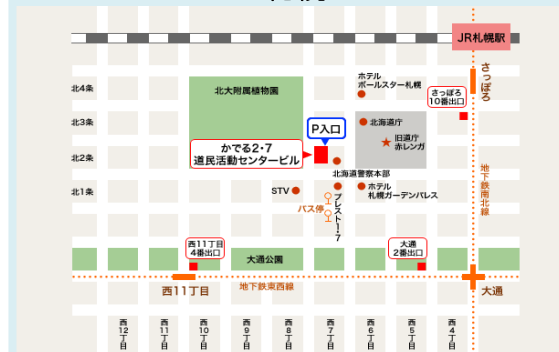 JR札幌駅
さっぽろ
ホテル
ポールスター札幌
さっぽろ
10番出口
北4条
北大附属植物園
北3条
P入口
北海道庁
旧道庁
赤レンガ
かでる2・7
道民活動センタービル
北2条
北海道警察本部
地下鉄南北線
北1条
STV
ホテル
札幌ガーデンパレス
バス停
プレスト1・7
西11丁目
4番出口
大通公園
大通
2番出口
西11丁目
地下鉄東西線
大通
西12丁目
西11丁目
西10丁目
西9丁目
西8丁目
西7丁目
西6丁目
西5丁目
西4丁目